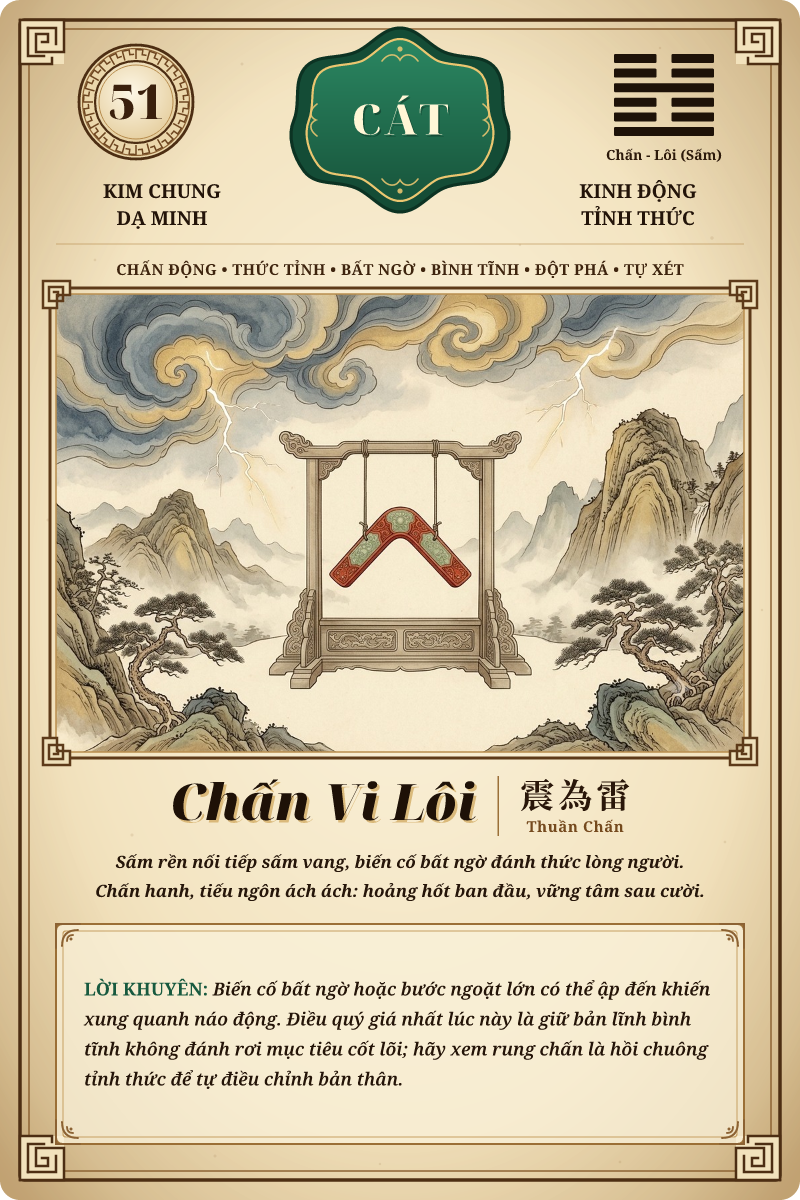 51
CÁT
Chấn - Lôi (Sấm)
KIM CHUNG
DẠ MINH
KINH ĐỘNG
TỈNH THỨC
CHẤN ĐỘNG • THỨC TỈNH • BẤT NGỜ • BÌNH TĨNH • ĐỘT PHÁ • TỰ XÉT
Chấn Vi Lôi
震為雷
Thuần Chấn
Sấm rền nối tiếp sấm vang, biến cố bất ngờ đánh thức lòng người.
Chấn hanh, tiếu ngôn ách ách: hoảng hốt ban đầu, vững tâm sau cười.
LỜI KHUYÊN: Biến cố bất ngờ hoặc bước ngoặt lớn có thể ập đến khiến
xung quanh náo động. Điều quý giá nhất lúc này là giữ bản lĩnh bình
tĩnh không đánh rơi mục tiêu cốt lõi; hãy xem rung chấn là hồi chuông
tỉnh thức để tự điều chỉnh bản thân.